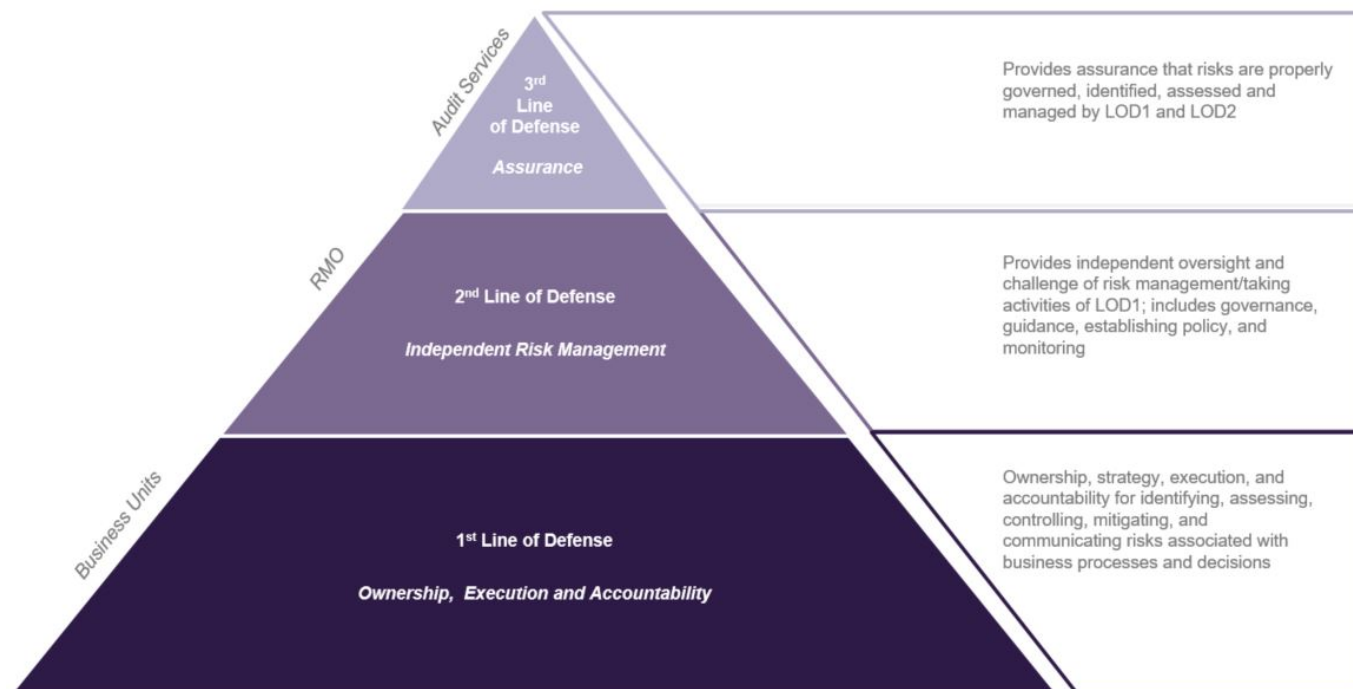 Audit Services
3rd
Line
of Defense
Assurance
Provides assurance that risks are properly
governed, identified, assessed and
managed by LOD1 and LOD2
RMO
2nd Line of Defense
Independent Risk Management
Provides independent oversight and
challenge of risk management/taking
activities of LOD1; includes governance,
guidance, establishing policy, and
monitoring
Business Units
1st Line of Defense
Ownership, Execution and Accountability
Ownership, strategy, execution, and
accountability for identifying, assessing,
controlling, mitigating, and
communicating risks associated with
business processes and decisions